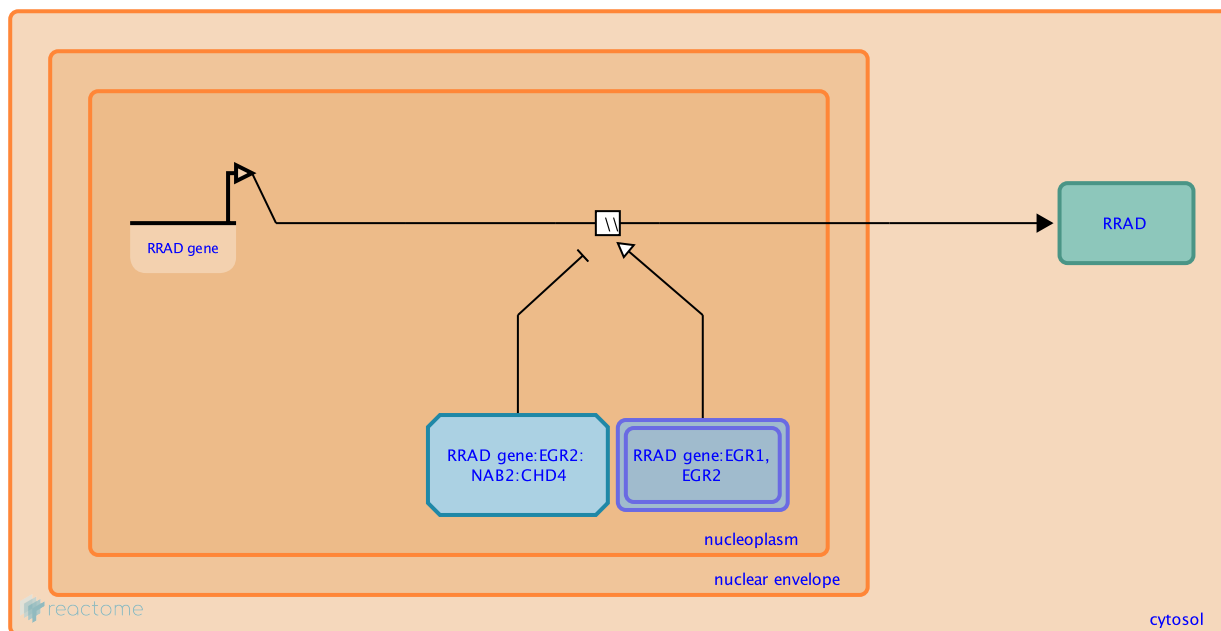 RRAD gene
\\
RRAD
RRAD gene:EGR2:
NAB2:CHD4
RRAD gene:EGR1,
EGR2
nucleoplasm
nuclear envelope
reactome
cytosol